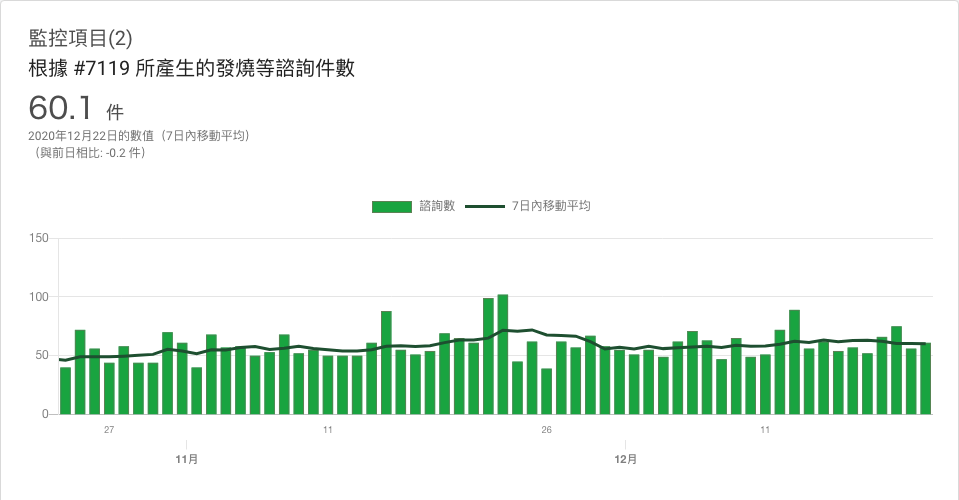 監控項目(2)
根據 #7119 所產生的發燒等諮詢件數
60.1 件
2020年12月22日的數值（7日內移動平均）
（與前日相比: -0.2 件）
諮詢數 7日內移動平均
150
100
50
0
27 11 26 11
11月 12月